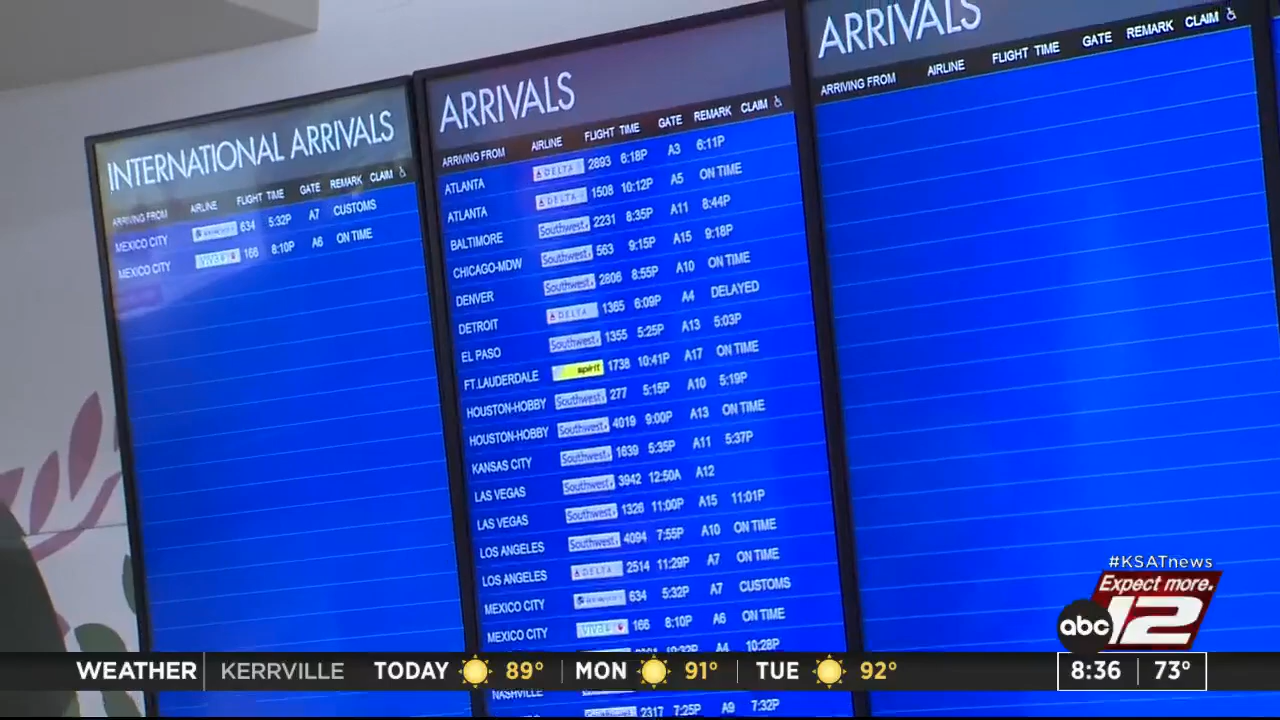 INTERNATIONAL ARRIVALS
ARRIVING FROM AIRLINE FLIGHT TIME GATE REMARK CLAIM
MEXICO CITY 634 5:32P A7 CUSTOMS
MEXICO CITY VIVA 166 8:10P A6 ON TIME
ARRIVALS
ARRIVING FROM AIRLINE FLIGHT TIME GATE REMARK CLAIM
ATLANTA DELTA 2893 6:18P A3 6:11P
ATLANTA DELTA 1508 10:12P A5 ON TIME
BALTIMORE Southwest 2231 8:35P A11 8:44P
CHICAGO-MDW Southwest 563 9:15P A15 9:18P
DENVER Southwest 2806 8:55P A10 ON TIME
DETROIT DELTA 1365 6:09P A4 DELAYED
EL PASO Southwest 1355 5:25P A13 5:03P
FT.LAUDERDALE spirit 1738 10:41P A17 ON TIME
HOUSTON-HOBBY Southwest 277 5:15P A10 5:19P
HOUSTON-HOBBY Southwest 4019 9:00P A13 ON TIME
KANSAS CITY Southwest 1639 5:35P A11 5:37P
LAS VEGAS Southwest 3942 12:50A A12
LAS VEGAS Southwest 1326 11:00P A15 11:01P
LOS ANGELES Southwest 4094 7:55P A10 ON TIME
LOS ANGELES DELTA 2514 11:29P A7 ON TIME
MEXICO CITY 634 5:32P A7 CUSTOMS
MEXICO CITY VIVA 166 8:10P A6 ON TIME
A4 10:28P
NASHVILLE
Southwest 2317 7:25P A9 7:32P
ARRIVALS
ARRIVING FROM AIRLINE FLIGHT TIME GATE REMARK CLAIM
#KSATnews
Expect more.
abc 12
WEATHER KERRVILLE TODAY 89° MON 91° TUE 92° 8:36 73°